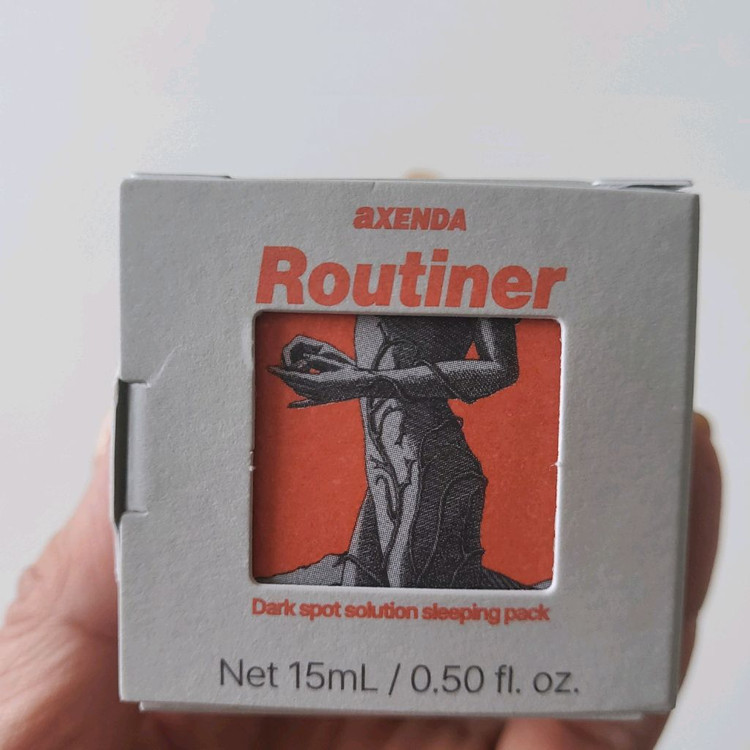 aXENDA
Routiner
Dark spot solution sleeping pack
Net 15mL / 0.50 fl. oz.